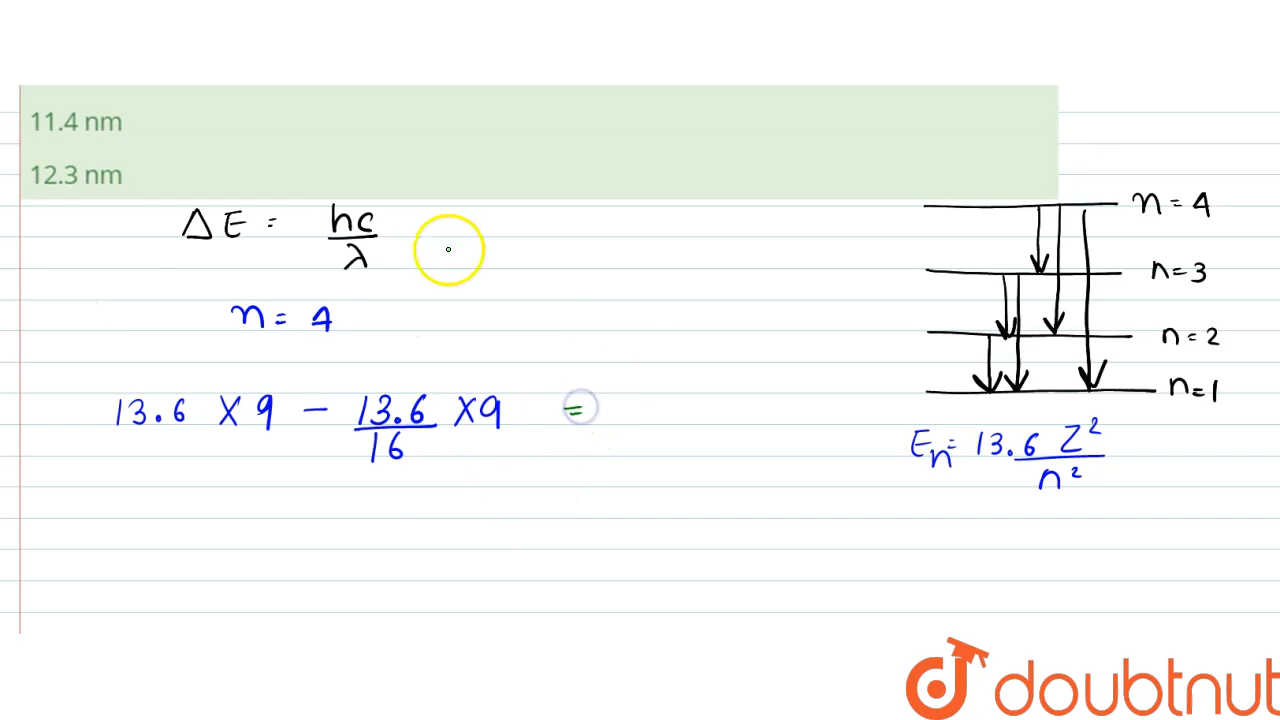 11.4 nm
12.3 nm
ΔE = hc/λ
n = 4
13.6 × 9 − 13.6/16 × 9 =
n = 4
n = 3
n = 2
n = 1
En = 13.6 Z²/n²
doubtnut